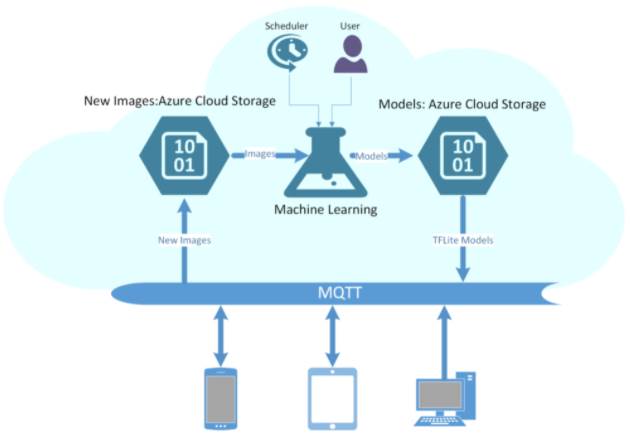 Scheduler
User
New Images:Azure Cloud Storage
Models: Azure Cloud Storage
10
01
Images
Models
10
01
Machine Learning
New Images
TFLite Models
MQTT